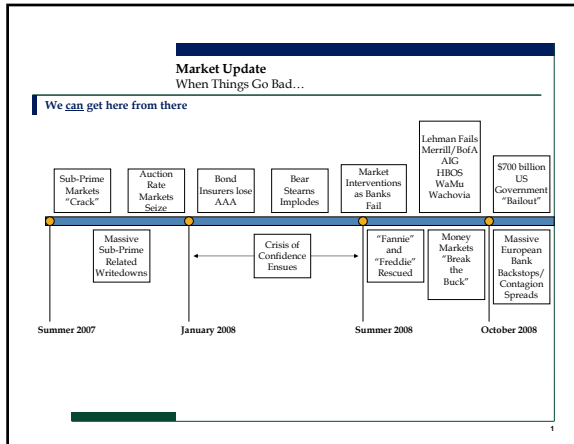 Market Update
When Things Go Bad…
We can get here from there
Sub-Prime
Markets
“Crack”
Auction
Rate
Markets
Seize
Bond
Insurers lose
AAA
Bear
Stearns
Implodes
Market
Interventions
as Banks
Fail
Lehman Fails
Merrill/BofA
AIG
HBOS
WaMu
Wachovia
$700 billion
US
Government
“Bailout”
Massive
Sub-Prime
Related
Writedowns
Crisis of
Confidence
Ensues
“Fannie”
and
“Freddie”
Rescued
Money
Markets
“Break
the
Buck”
Massive
European
Bank
Backstops/
Contagion
Spreads
Summer 2007
January 2008
Summer 2008
October 2008
1